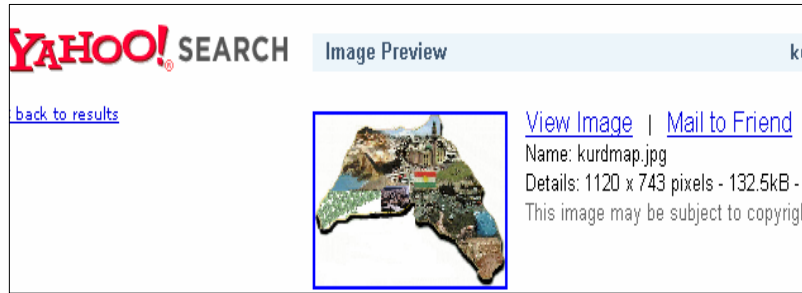 YAHOO!® SEARCH
Image Preview
back to results
View Image | Mail to Friend
Name: kurdmap.jpg
Details: 1120 x 743 pixels - 132.5kB -
This image may be subject to